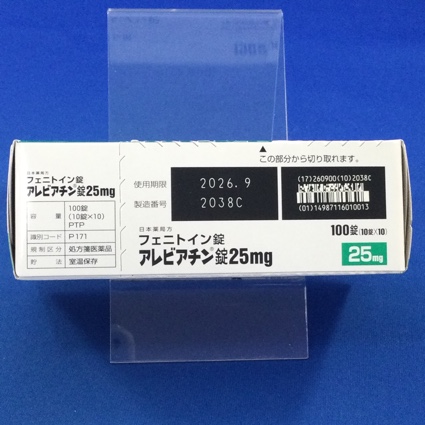 日本薬局方
フェニトイン錠
アレビアチン錠25mg
容量 100錠
(10錠×10)
PTP
識別コード P171
規制区分 処方箋医薬品
貯法 室温保存
使用期限 2026.9
製造番号 2038C
▲
この部分から切り取れます。
(17)260900(10)2038C
(01)14987116010013
日本薬局方
フェニトイン錠
アレビアチン®錠25mg
100錠(10錠×10)
25mg